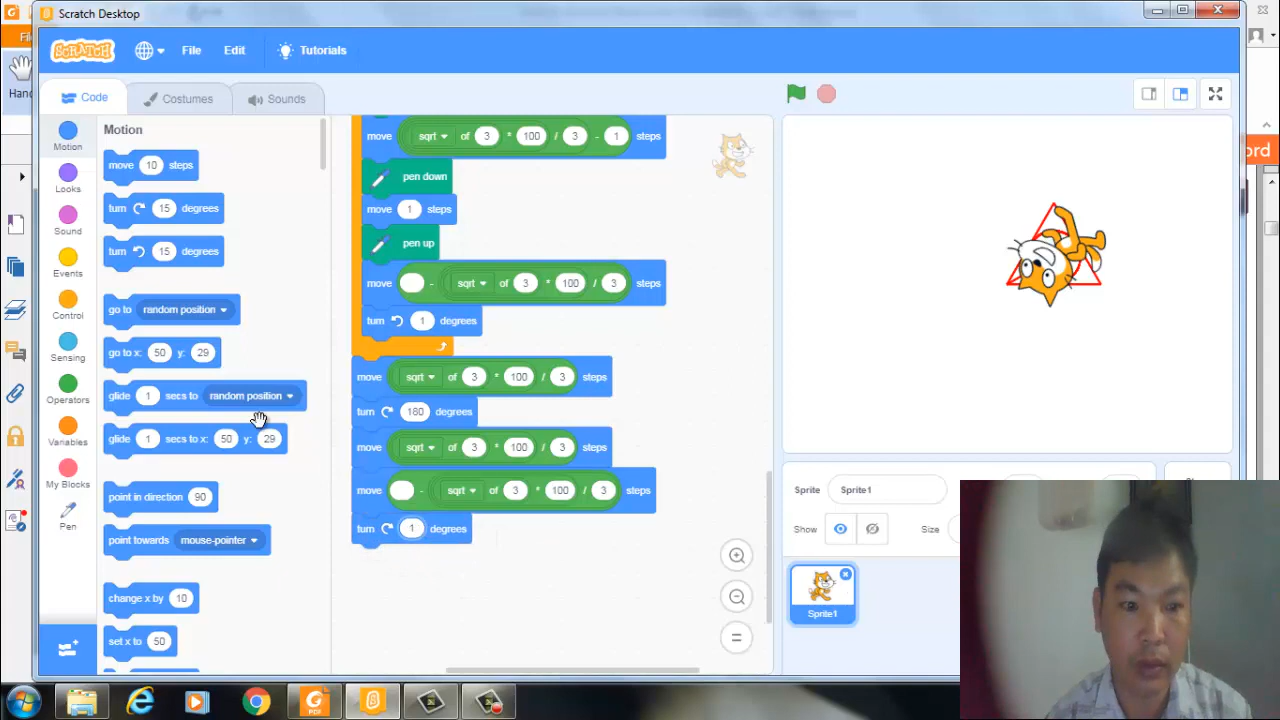 Scratch Desktop
Fi
SCRATCH
File
Edit
Tutorials
Hand
Code
Costumes
Sounds
ord
Motion
Motion
Looks
Sound
Events
Control
Sensing
Operators
Variables
My Blocks
Pen
move 10 steps
turn 15 degrees
turn 15 degrees
go to random position
go to x: 50 y: 29
glide 1 secs to random position
glide 1 secs to x: 50 y: 29
point in direction 90
point towards mouse-pointer
change x by 10
set x to 50
move sqrt of 3 * 100 / 3 - 1 steps
pen down
move 1 steps
pen up
move - sqrt of 3 * 100 / 3 steps
turn 1 degrees
move sqrt of 3 * 100 / 3 steps
turn 180 degrees
move sqrt of 3 * 100 / 3 steps
move - sqrt of 3 * 100 / 3 steps
turn 1 degrees
Sprite Sprite1
Show
Size
Sprite1
PDF